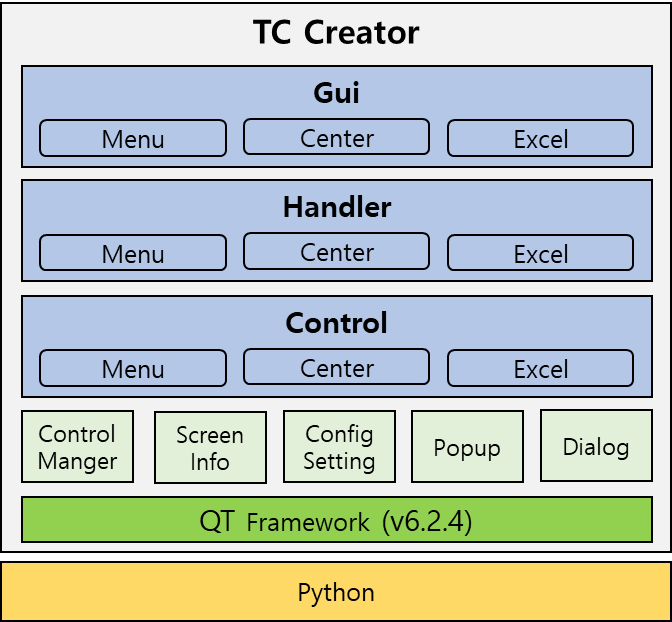 TC Creator
Gui
Menu Center Excel
Handler
Menu Center Excel
Control
Menu Center Excel
Control
Manger
Screen
Info
Config
Setting
Popup
Dialog
QT Framework (v6.2.4)
Python